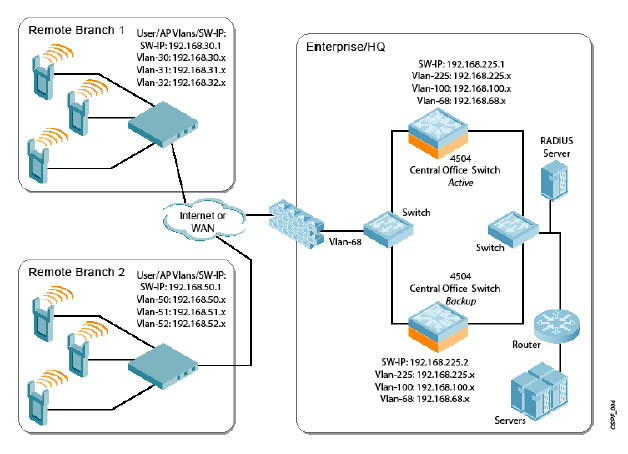 Remote Branch 1
User/AP Vlans/SW-IP:
SW-IP: 192.168.30.1
Vlan-30: 192.168.30.x
Vlan-31: 192.168.31.x
Vlan-32: 192.168.32.x
Enterprise/HQ
SW-IP: 192.168.225.1
Vlan-225: 192.168.225.x
Vlan-100: 192.168.100.x
Vlan-68: 192.168.68.x
4504
Central Office Switch
Active
RADIUS
Server
Internet or
WAN
Vlan-68
Switch
Switch
Remote Branch 2
User/AP Vlans/SW-IP:
SW-IP: 192.168.50.1
Vlan-50: 192.168.50.x
Vlan-51: 192.168.51.x
Vlan-52: 192.168.52.x
4504
Central Office Switch
Backup
SW-IP: 192.168.225.2
Vlan-225: 192.168.225.x
Vlan-100: 192.168.100.x
Vlan-68: 192.168.68.x
Router
Servers